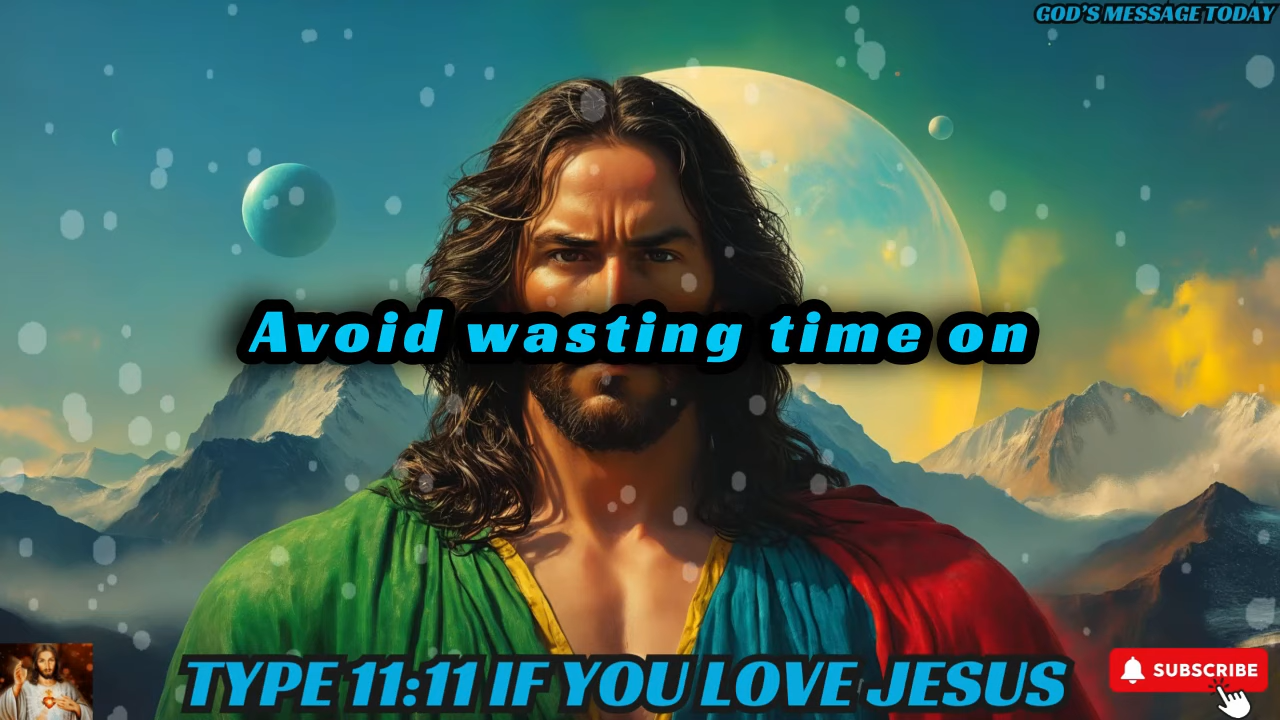 GOD'S MESSAGE TODAY
Avoid wasting time on
TYPE 11:11 IF YOU LOVE JESUS
SUBSCRIBE